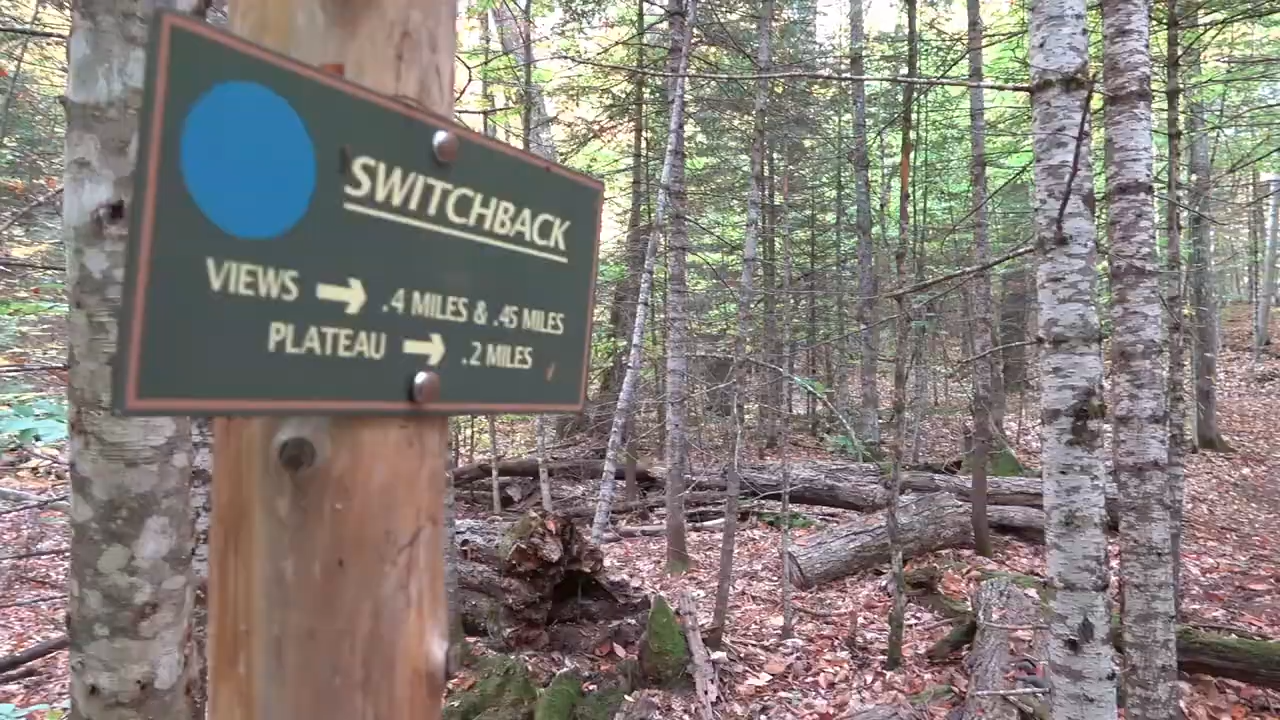 SWITCHBACK
VIEWS → .4 MILES & .45 MILES
PLATEAU → .2 MILES